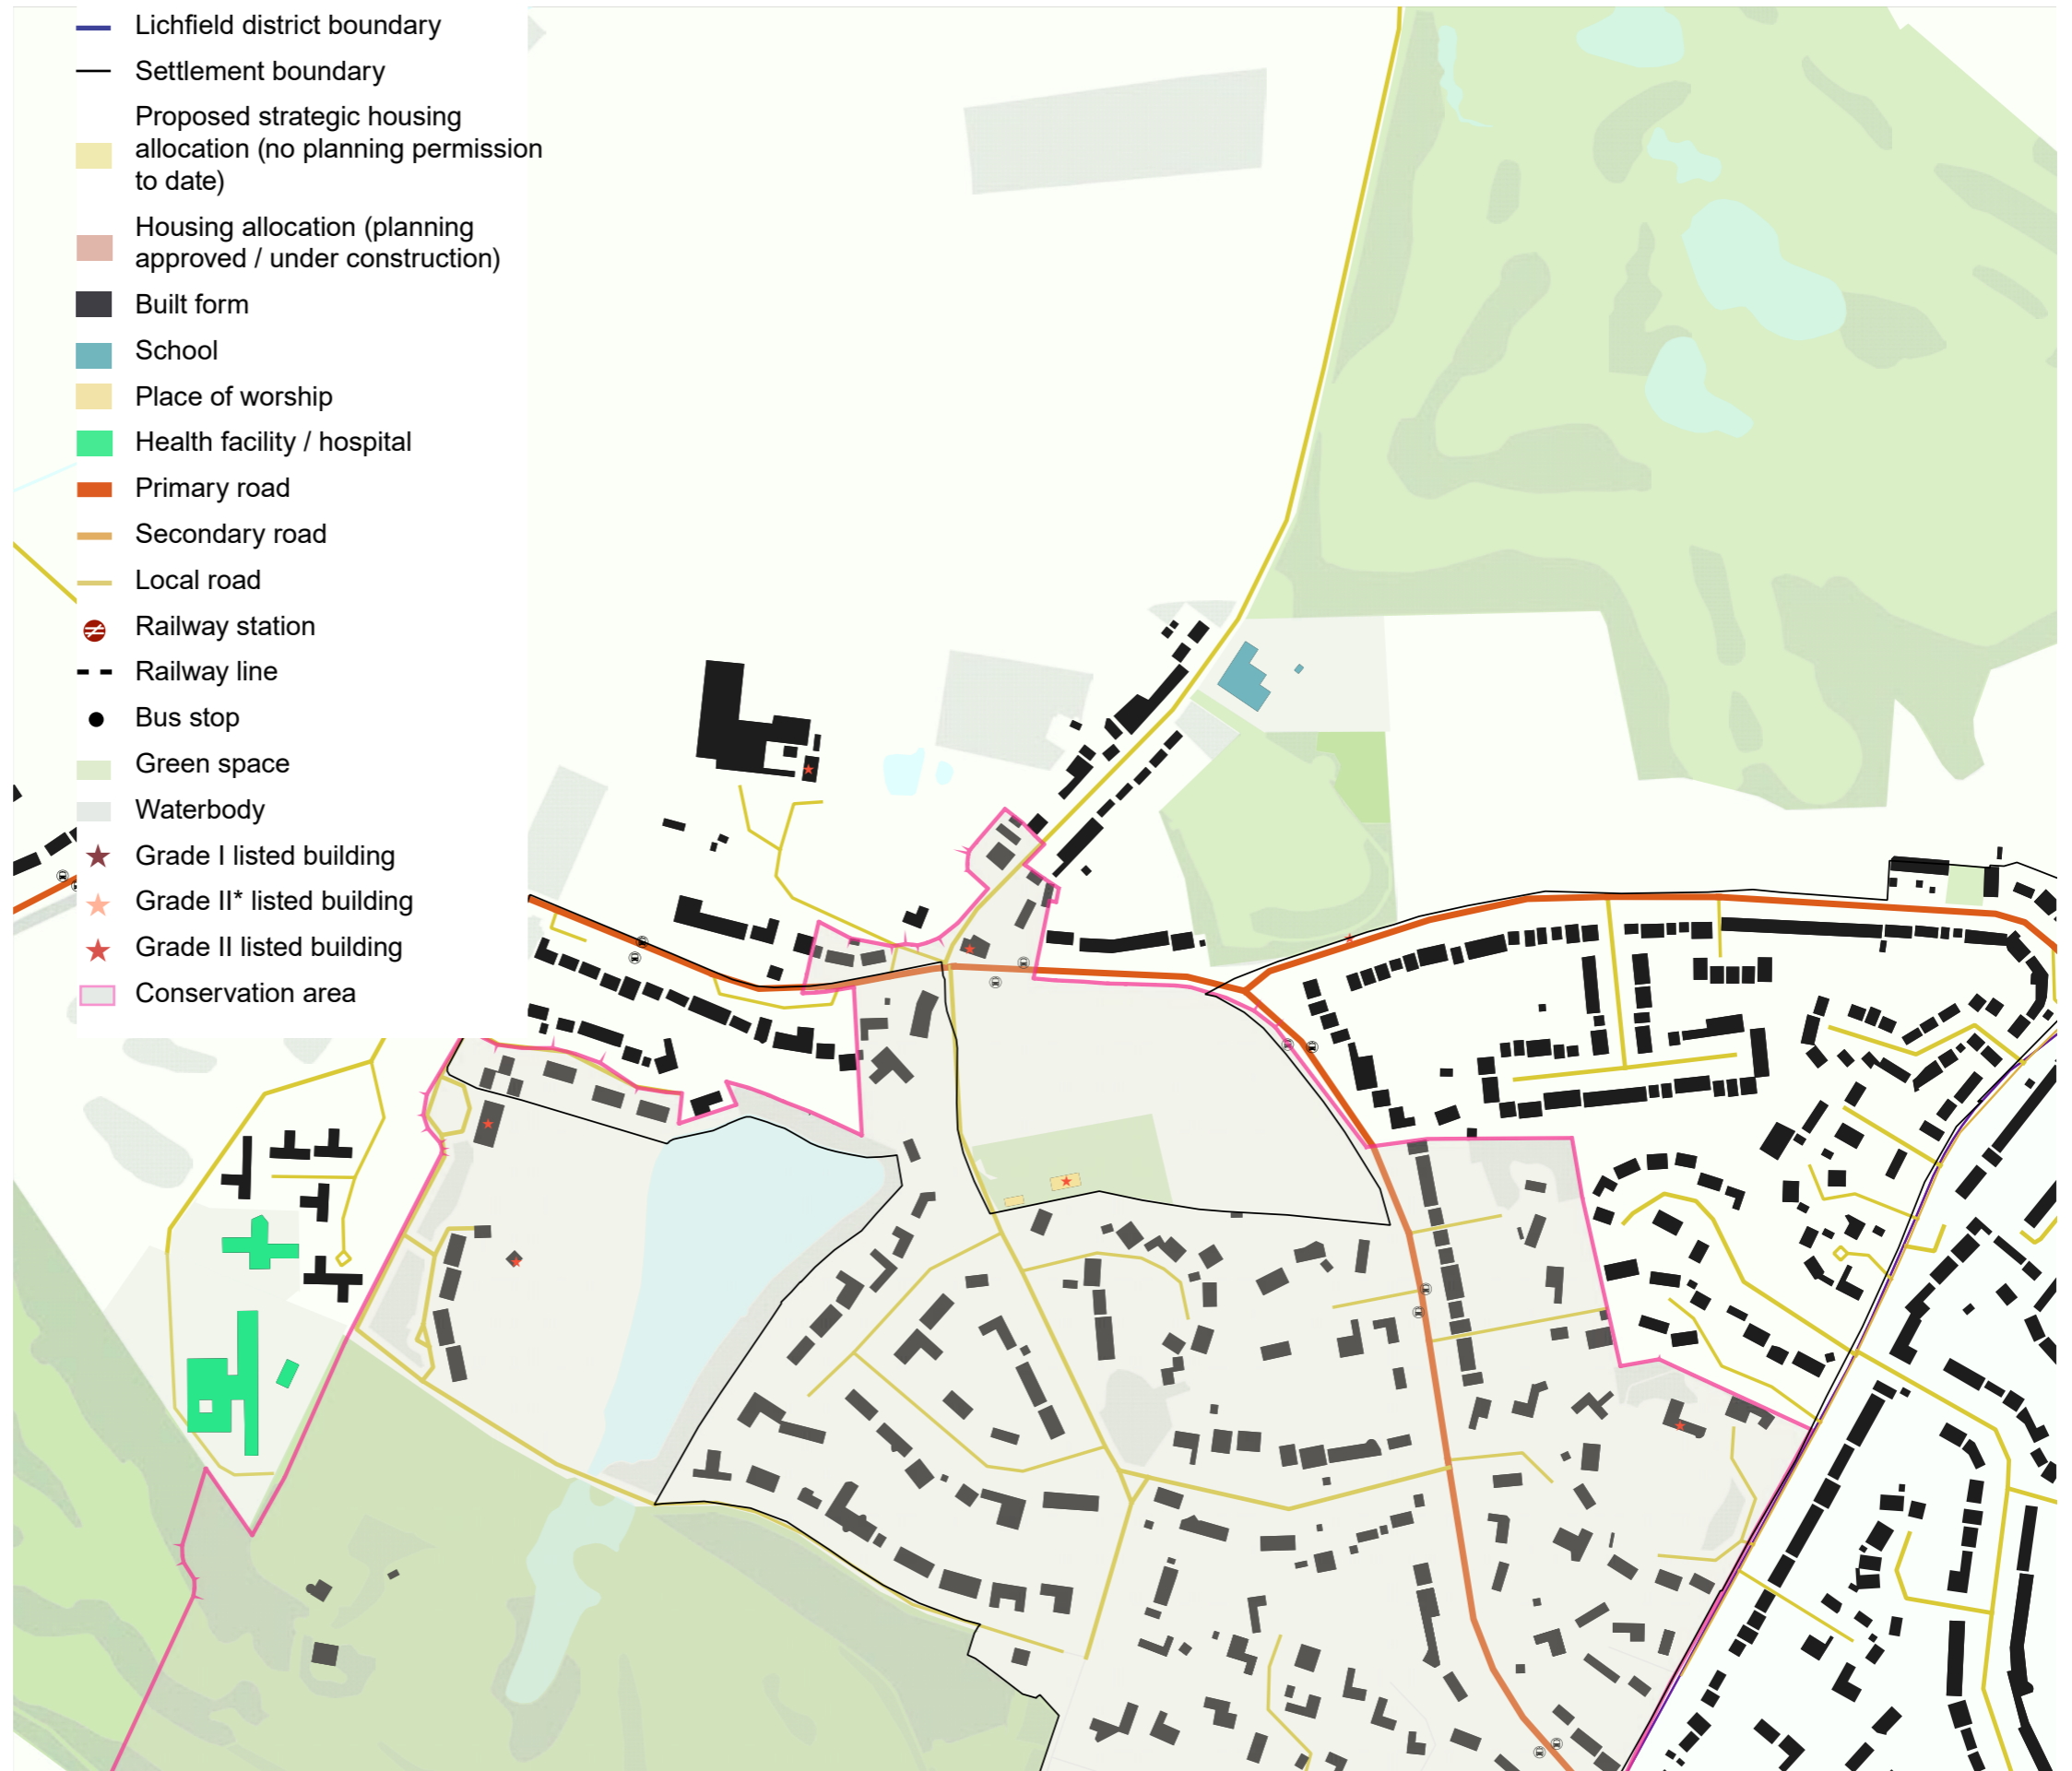 Lichfield district boundary
Settlement boundary
Proposed strategic housing
allocation (no planning permission
to date)
Housing allocation (planning
approved / under construction)
Built form
School
Place of worship
Health facility / hospital
Primary road
Secondary road
Local road
Railway station
Railway line
Bus stop
Green space
Waterbody
Grade I listed building
Grade II* listed building
Grade II listed building
Conservation area